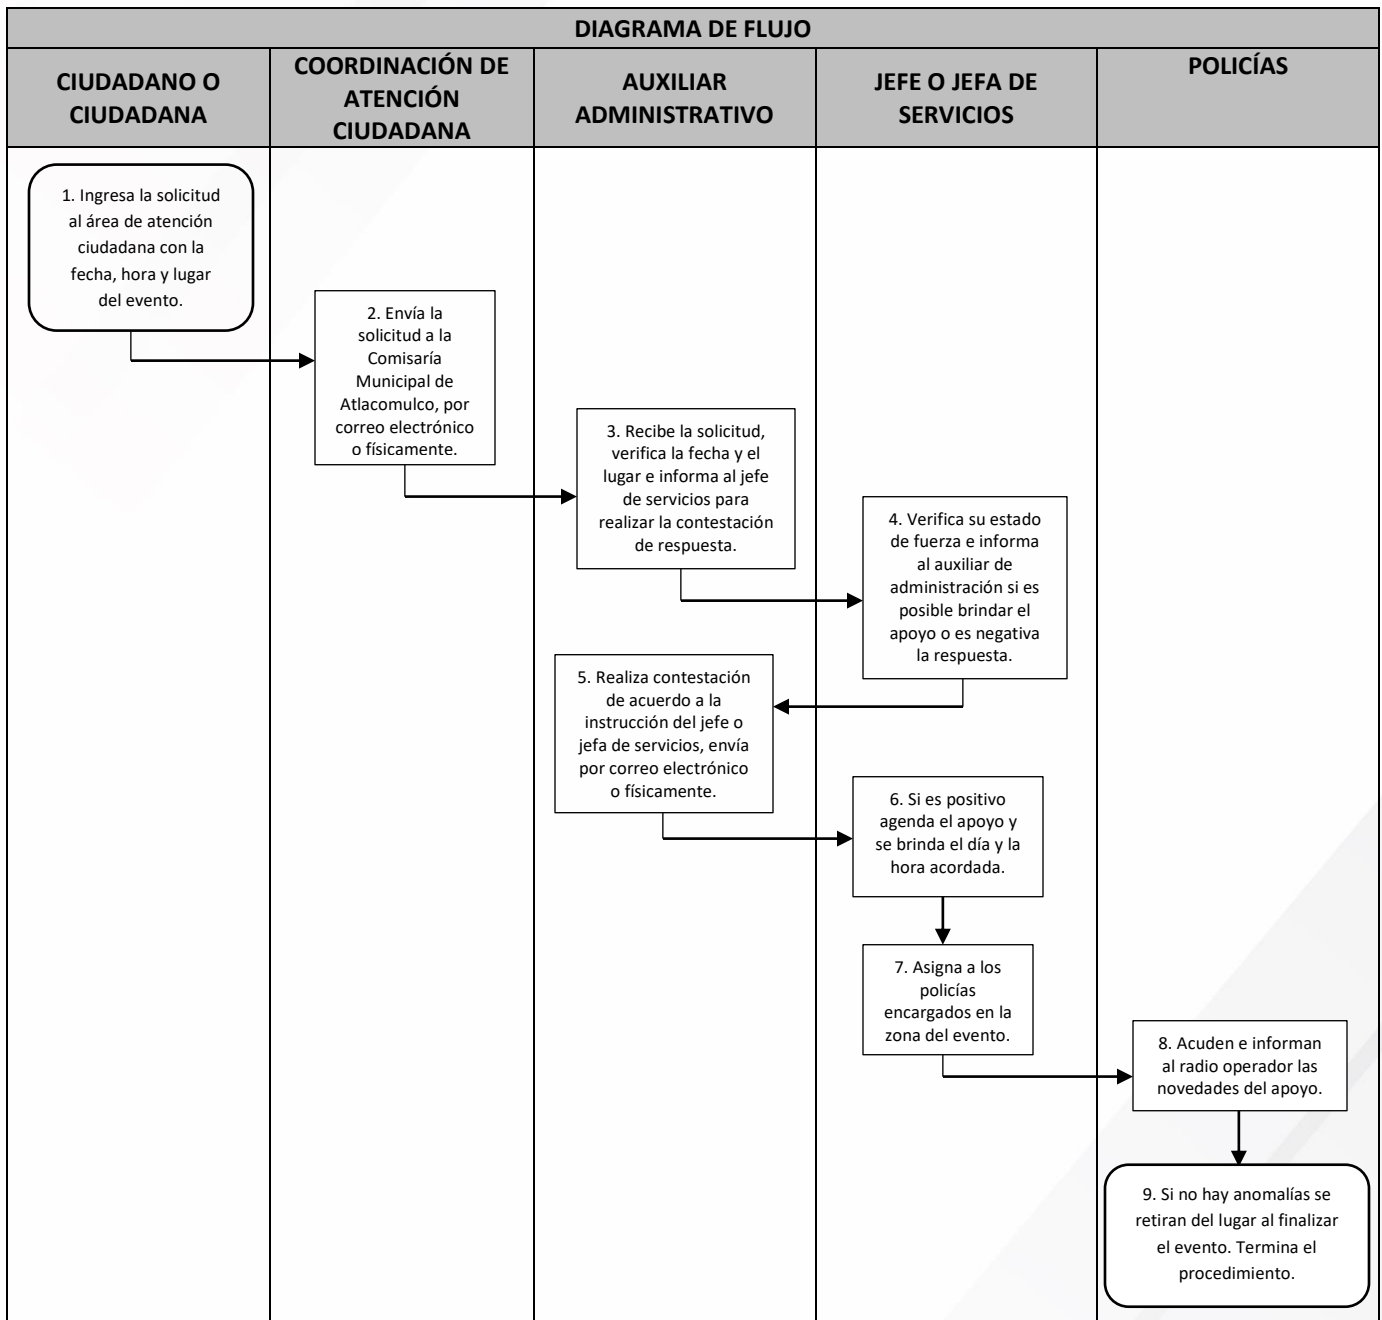 DIAGRAMA DE FLUJO
CIUDADANO O
CIUDADANA
COORDINACIÓN DE
ATENCIÓN
CIUDADANA
AUXILIAR
ADMINISTRATIVO
JEFE O JEFA DE
SERVICIOS
POLICÍAS
1. Ingresa la solicitud
al área de atención
ciudadana con la
fecha, hora y lugar
del evento.
2. Envía la
solicitud a la
Comisaría
Municipal de
Atlacomulco, por
correo electrónico
o físicamente.
3. Recibe la solicitud,
verifica la fecha y el
lugar e informa al jefe
de servicios para
realizar la contestación
de respuesta.
4. Verifica su estado
de fuerza e informa
al auxiliar de
administración si es
posible brindar el
apoyo o es negativa
la respuesta.
5. Realiza contestación
de acuerdo a la
instrucción del jefe o
jefa de servicios, envía
por correo electrónico
o físicamente.
6. Si es positivo
agenda el apoyo y
se brinda el día y la
hora acordada.
7. Asigna a los
policías
encargados en la
zona del evento.
8. Acuden e informan
al radio operador las
novedades del apoyo.
9. Si no hay anomalías se
retiran del lugar al finalizar
el evento. Termina el
procedimiento.